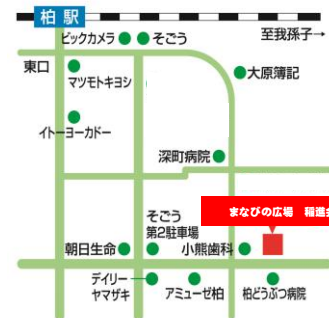 柏駅
ビックカメラ そごう 至我孫子→
東口
マツモトキヨシ
大原簿記
イトーヨーカドー
深町病院
まなびの広場 稲進
そごう
第2駐車場
朝日生命
小熊歯科
デイリー
ヤマザキ
アミューゼ柏
柏どうぶつ病院